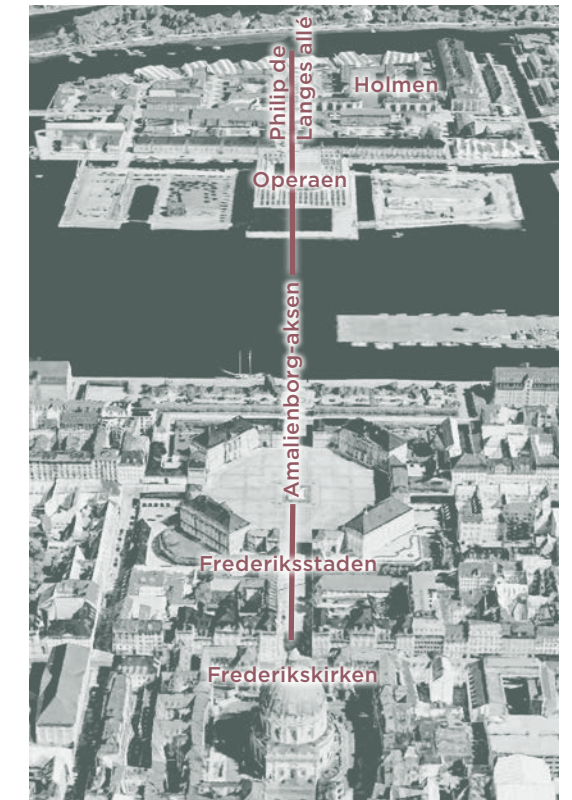 Philip de
Langes allé
Holmen
Operaen
Amalienborg-aksen
Frederiksstaden
Frederikskirken